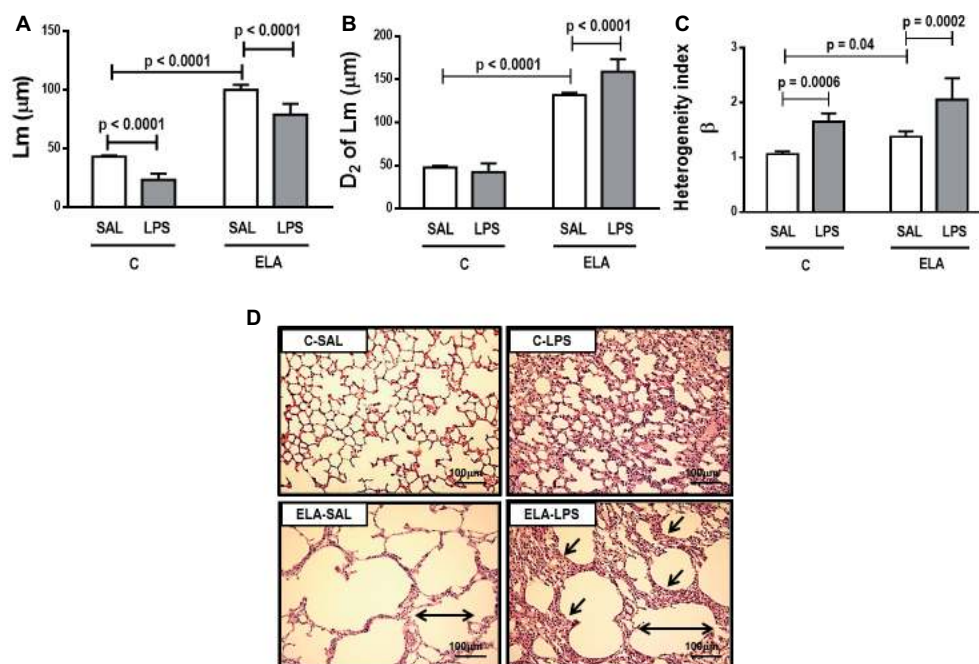 A
Lm (μm)
150
100
50
0
p < 0.0001
p < 0.0001
p < 0.0001
SAL LPS SAL LPS
C ELA
B
D2 of Lm (μm)
200
150
100
50
0
p < 0.0001
p < 0.0001
SAL LPS SAL LPS
C ELA
C
Heterogeneity index
β
3
2
1
0
p = 0.0002
p = 0.04
p = 0.0006
SAL LPS SAL LPS
C ELA
D
C-SAL
100μm
C-LPS
100μm
ELA-SAL
100μm
ELA-LPS
100μm